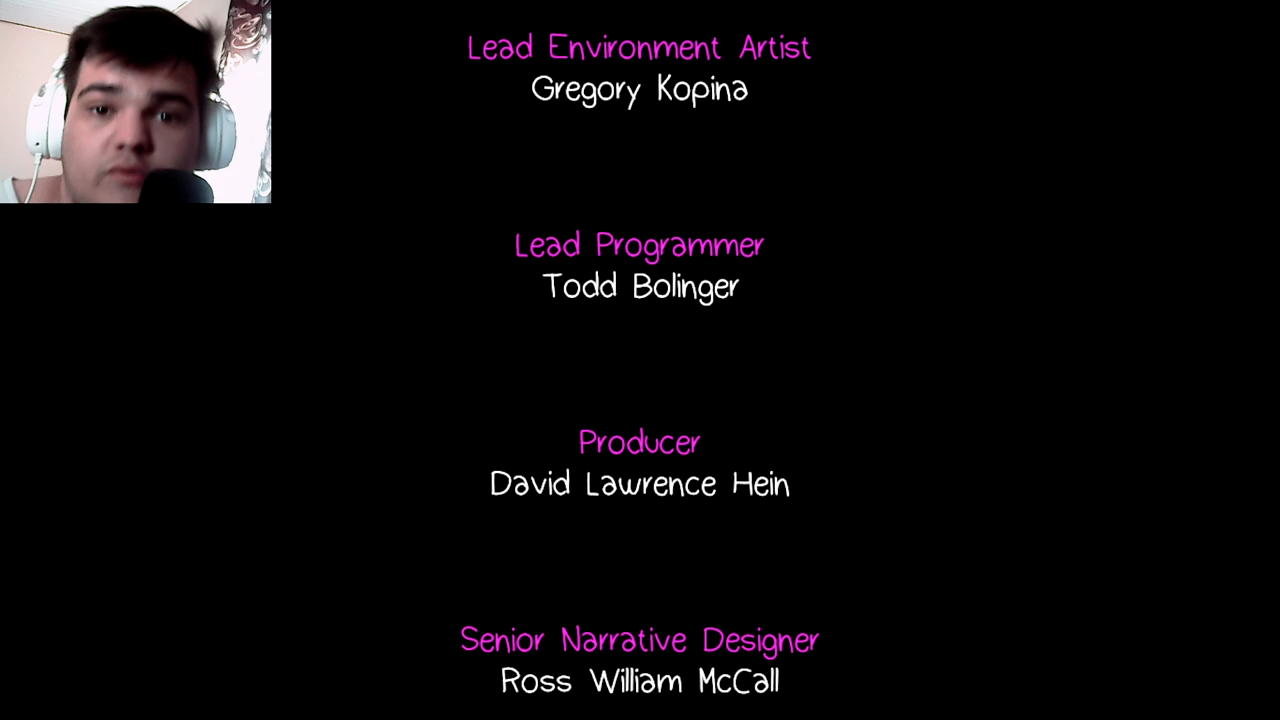 Lead Environment Artist
Gregory Kopina
Lead Programmer
Todd Bolinger
Producer
David Lawrence Hein
Senior Narrative Designer
Ross William McCall